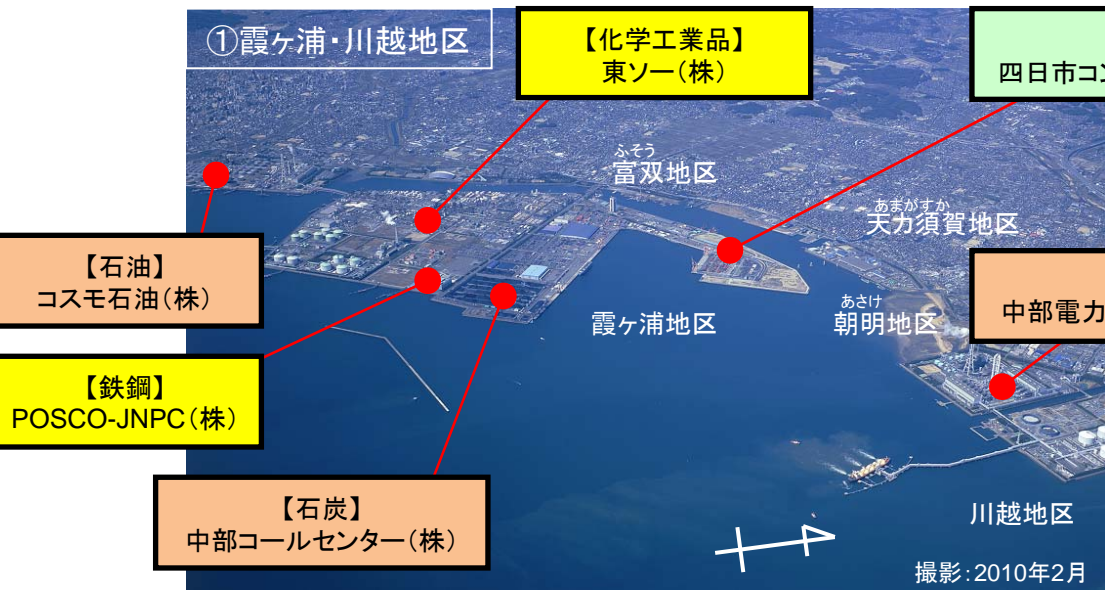 ①霞ヶ浦・川越地区
【化学工業品】
東ソー(株)
四日市コン
ふそう
富双地区
あまがすか
天力須賀地区
【石油】
コスモ石油(株)
霞ヶ浦地区
あさけ
朝明地区
中部電力
【鉄鋼】
POSCO-JNPC(株)
【石炭】
中部コールセンター(株)
川越地区
撮影:2010年2月